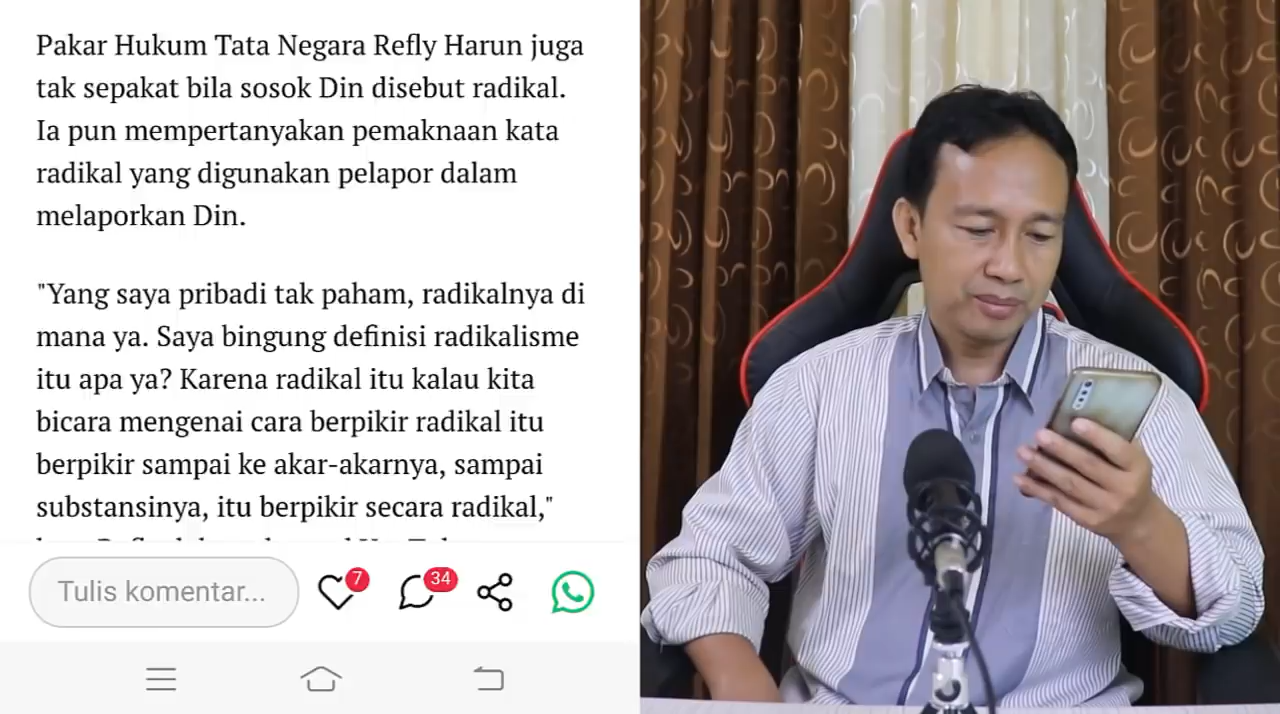 Pakar Hukum Tata Negara Refly Harun juga
tak sepakat bila sosok Din disebut radikal.
Ia pun mempertanyakan pemaknaan kata
radikal yang digunakan pelapor dalam
melaporkan Din.
"Yang saya pribadi tak paham, radikalnya di
mana ya. Saya bingung definisi radikalisme
itu apa ya? Karena radikal itu kalau kita
bicara mengenai cara berpikir radikal itu
berpikir sampai ke akar-akarnya, sampai
substansinya, itu berpikir secara radikal,"
Tulis komentar...
7
34